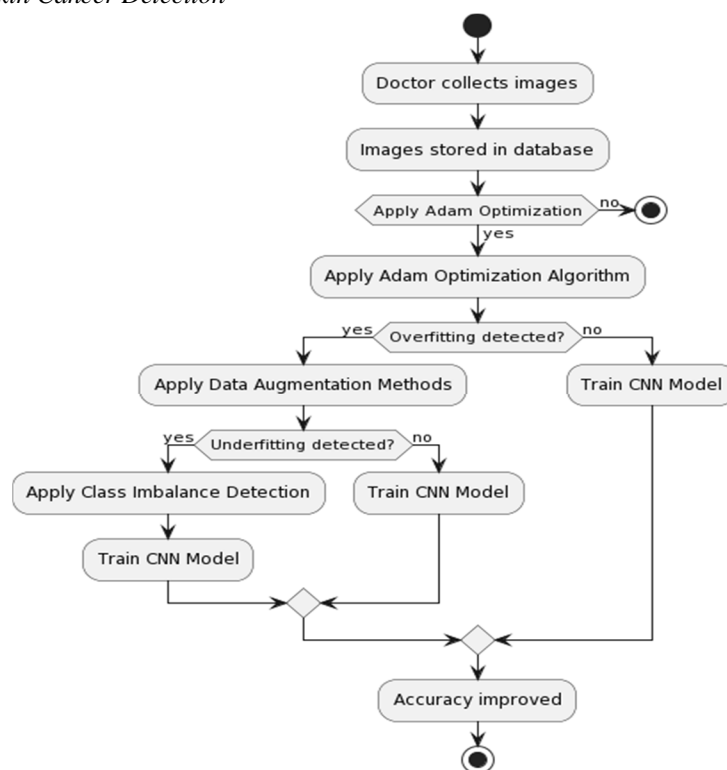 Cancer Detection
Doctor collects images
Images stored in database
Apply Adam Optimization
no
yes
Apply Adam Optimization Algorithm
yes
Overfitting detected?
no
Apply Data Augmentation Methods
Train CNN Model
yes
Underfitting detected?
no
Apply Class Imbalance Detection
Train CNN Model
Train CNN Model
Accuracy improved